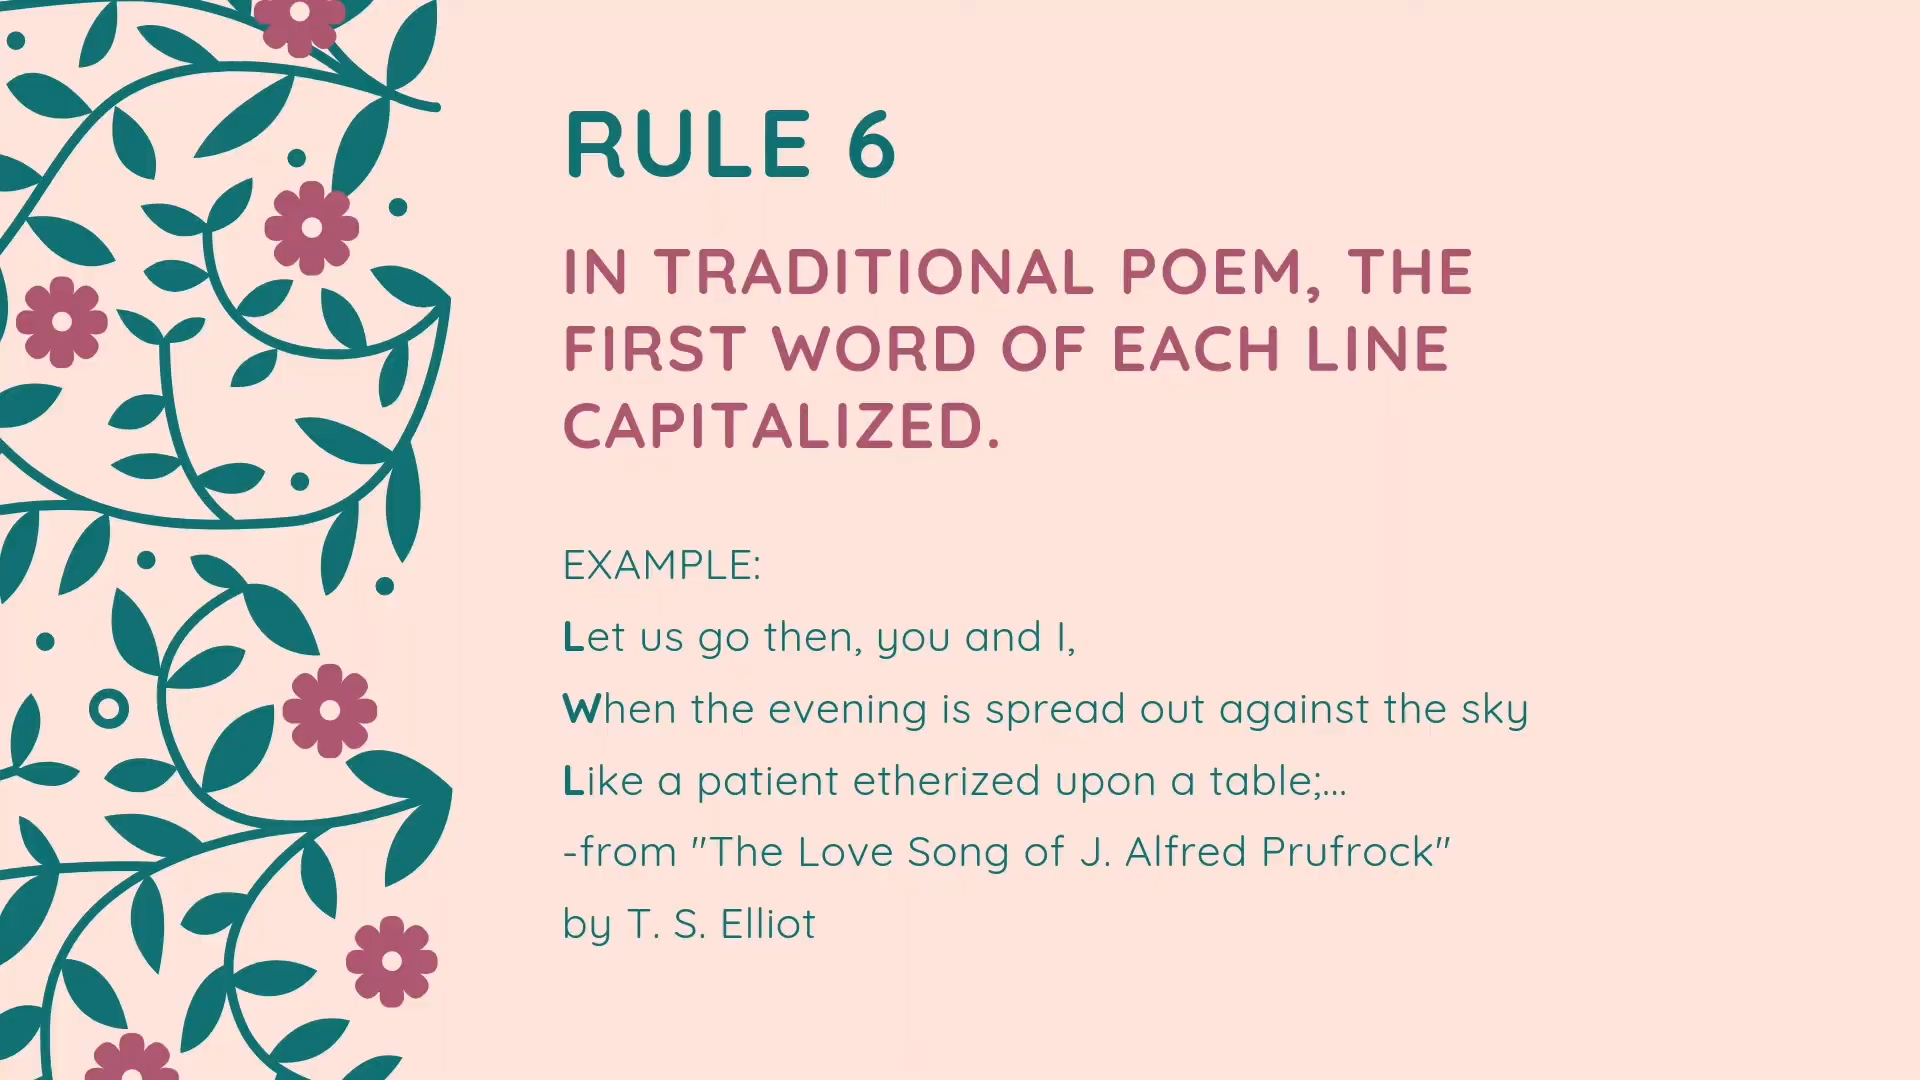 RULE 6
IN TRADITIONAL POEM, THE
FIRST WORD OF EACH LINE
CAPITALIZED.
EXAMPLE:
Let us go then, you and I,
When the evening is spread out against the sky
Like a patient etherized upon a table;...
-from "The Love Song of J. Alfred Prufrock"
by T. S. Elliot